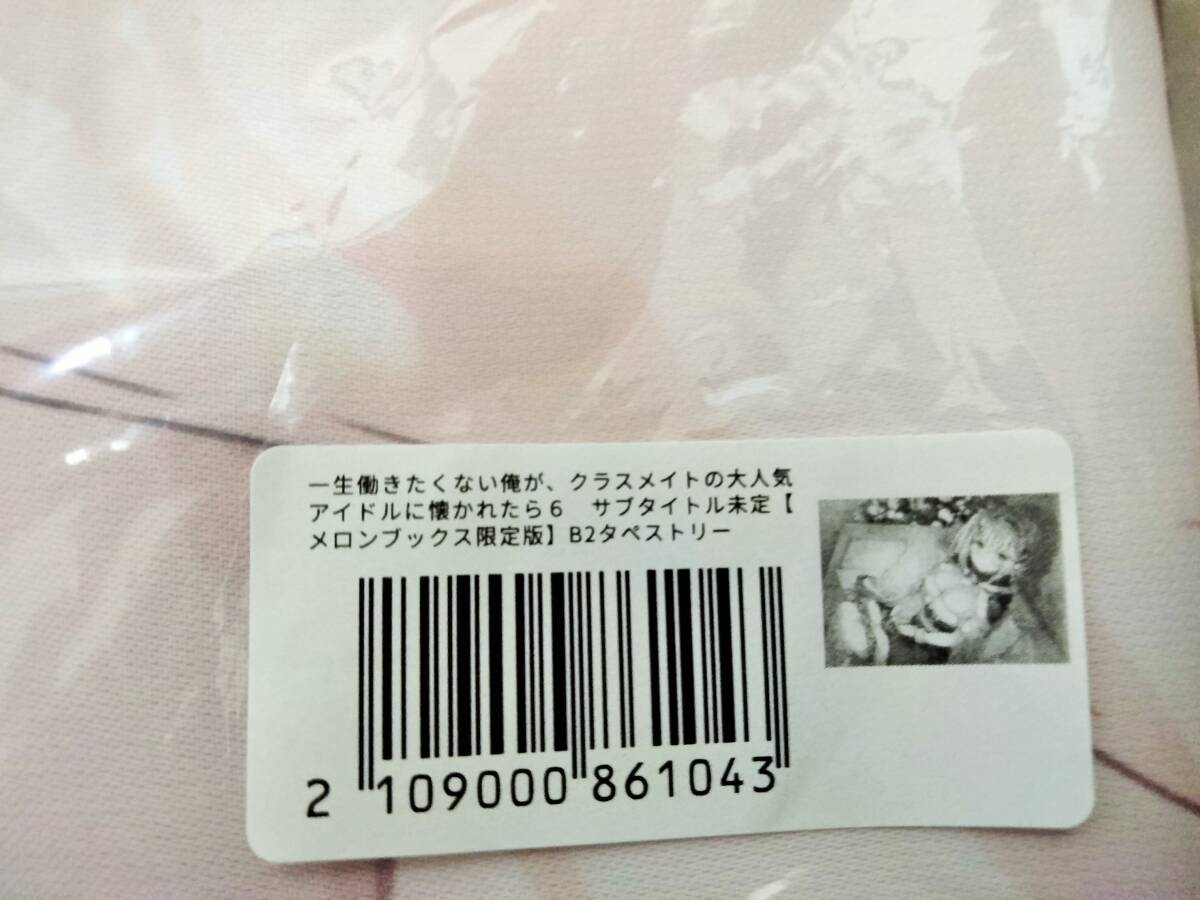 一生働きたくない俺が、クラスメイトの大人気
アイドルに懐かれたら６　サブタイトル未定【
メロンブックス限定版】B2タペストリー
2 109000 861043